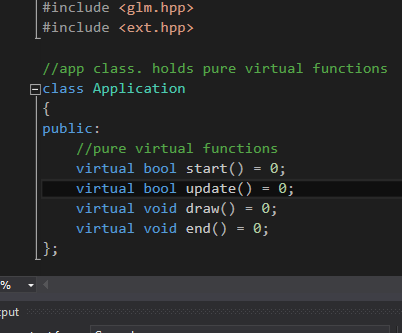 #include <glm.hpp>
#include <ext.hpp>
//app class. holds pure virtual functions
class Application
{
public:
//pure virtual functions
virtual bool start() = 0;
virtual bool update() = 0;
virtual void draw() = 0;
virtual void end() = 0;
};
%